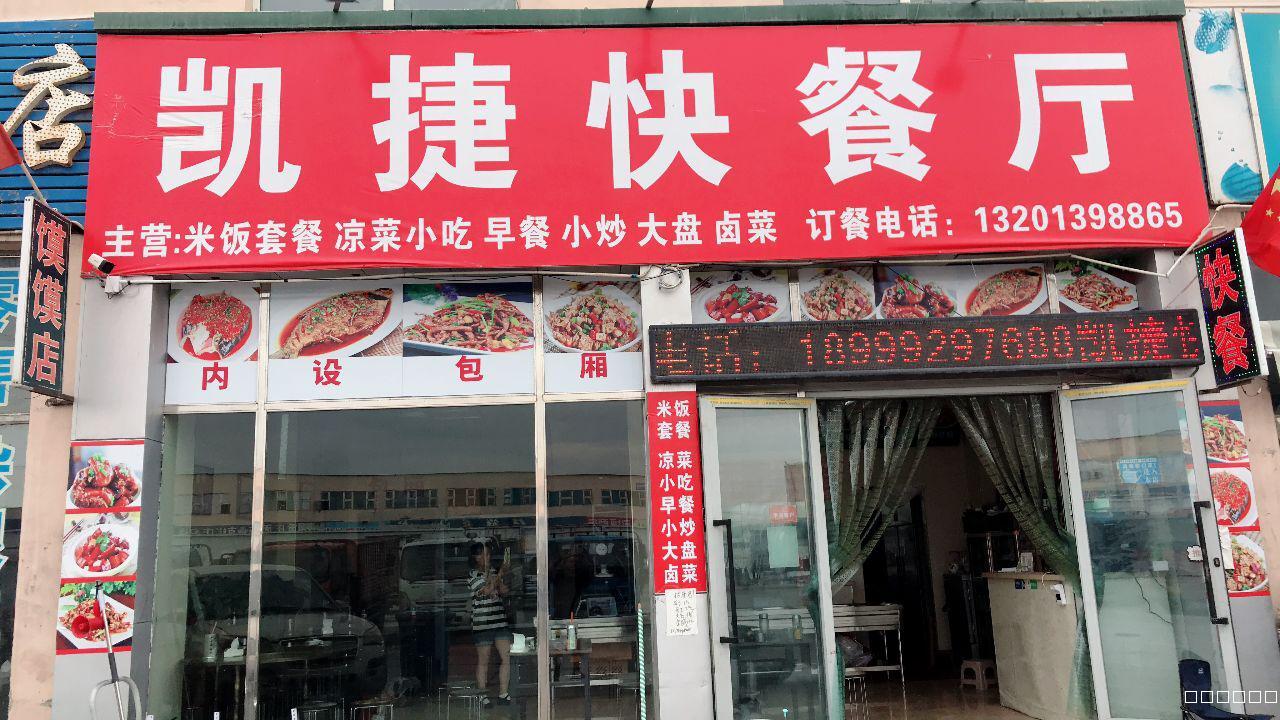 凯捷快餐厅
主营:米饭套餐 凉菜小吃 早餐 小炒 大盘 卤菜 订餐电话：13201398865
店
馍馍店
快餐
内设包厢
18999297688凯捷
米饭
套餐
凉菜
小吃
早餐
小炒
大盘
卤菜